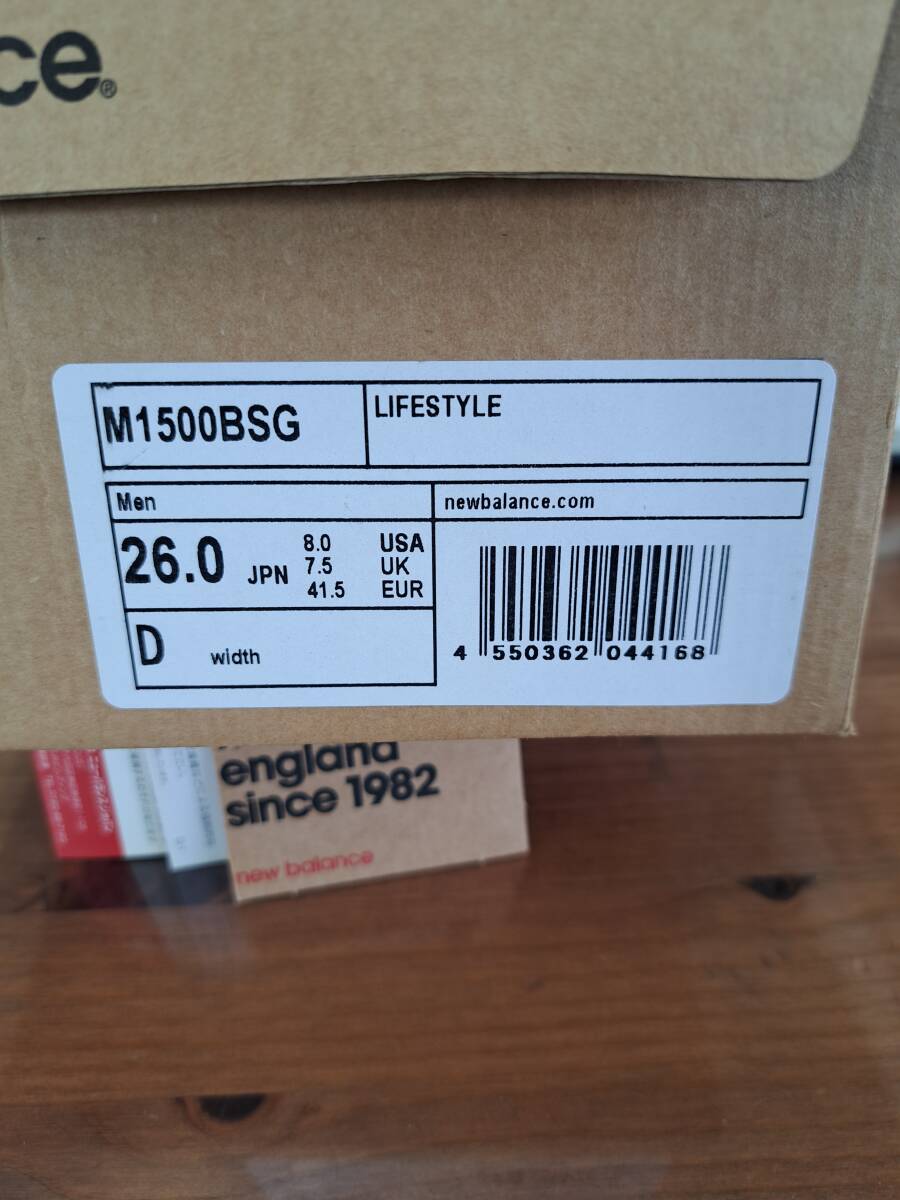 ce®
M1500BSG
LIFESTYLE
Men
newbalance.com
26.0 JPN
8.0 USA
7.5 UK
41.5 EUR
D width
4 550362 044168
england
since 1982
new balance